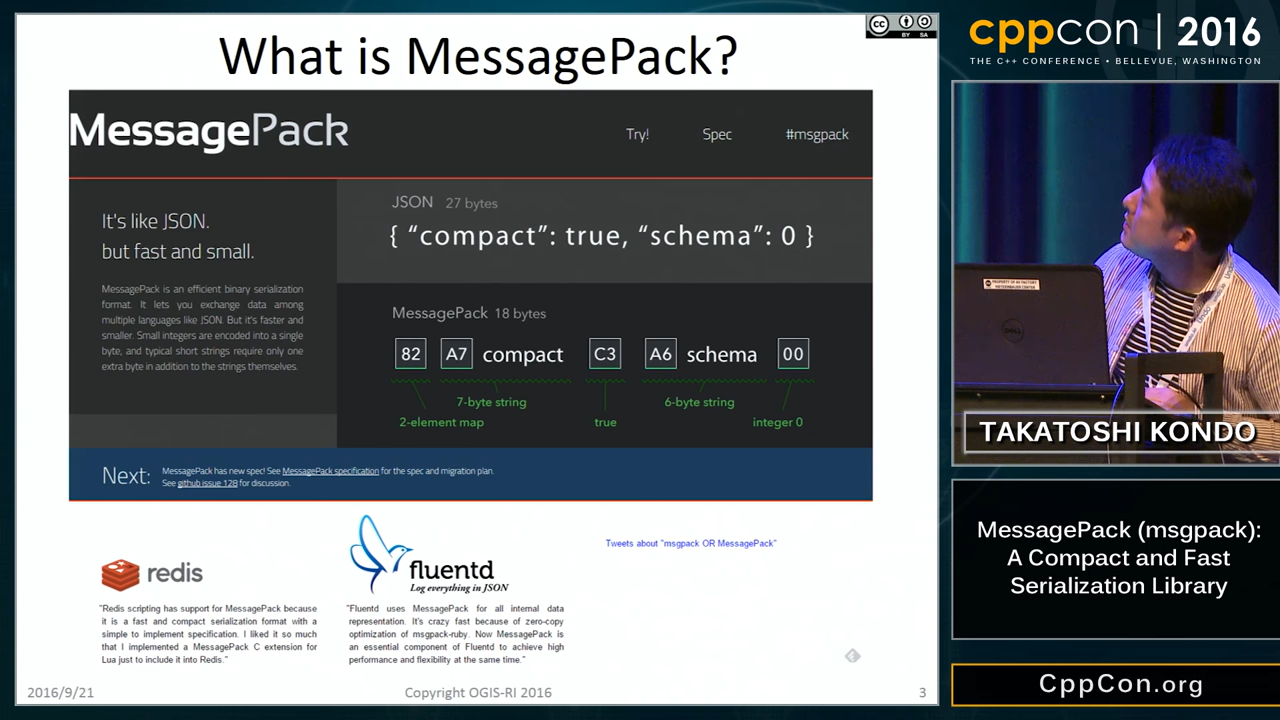 What is MessagePack?
BY SA
MessagePack
Try! Spec #msgpack
It's like JSON.
but fast and small.
MessagePack is an efficient binary serialization
format. It lets you exchange data among
multiple languages like JSON. But it's faster and
smaller. Small integers are encoded into a single
byte, and typical short strings require only one
extra byte in addition to the strings themselves.
JSON 27 bytes
{ “compact”: true, “schema”: 0 }
MessagePack 18 bytes
82 A7 compact C3 A6 schema 00
7-byte string 6-byte string
2-element map true integer 0
Next: MessagePack has new spec! See MessagePack specification for the spec and migration plan.
See github issue 128 for discussion.
redis
"Redis scripting has support for MessagePack because
it is a fast and compact serialization format with a
simple to implement specification. I liked it so much
that I implemented a MessagePack C extension for
Lua just to include it into Redis."
fluentd
Log everything in JSON
"Fluentd uses MessagePack for all internal data
representation. It's crazy fast because of zero-copy
optimization of msgpack-ruby. Now MessagePack is
an essential component of Fluentd to achieve high
performance and flexibility at the same time."
Tweets about "msgpack OR MessagePack"
2016/9/21 Copyright OGIS-RI 2016 3
cppcon | 2016
THE C++ CONFERENCE • BELLEVUE, WASHINGTON
DELL
TAKATOSHI KONDO
MessagePack (msgpack):
A Compact and Fast
Serialization Library
CppCon.org